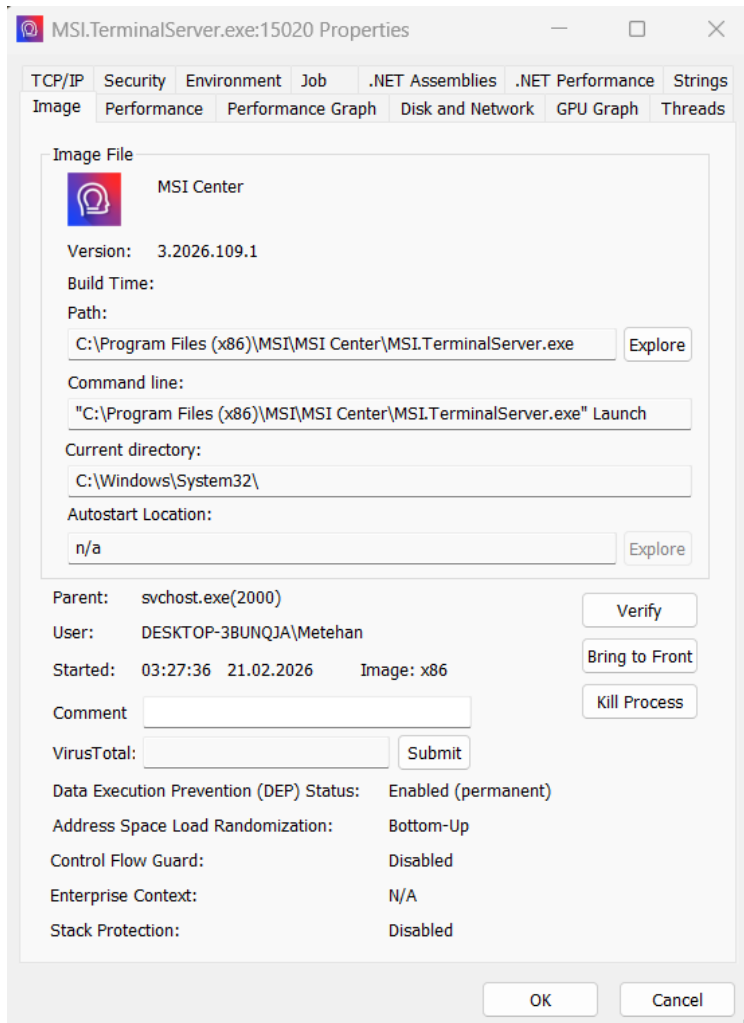 MSI.TerminalServer.exe:15020 Properties
TCP/IP Security Environment Job .NET Assemblies .NET Performance Strings
Image Performance Performance Graph Disk and Network GPU Graph Threads
Image File
MSI Center
Version: 3.2026.109.1
Build Time:
Path:
C:\Program Files (x86)\MSI\MSI Center\MSI.TerminalServer.exe Explore
Command line:
"C:\Program Files (x86)\MSI\MSI Center\MSI.TerminalServer.exe" Launch
Current directory:
C:\Windows\System32\
Autostart Location:
n/a Explore
Parent: svchost.exe(2000)
Verify
User: DESKTOP-3BUNQJA\Metehan
Bring to Front
Started: 03:27:36 21.02.2026 Image: x86
Kill Process
Comment
VirusTotal: Submit
Data Execution Prevention (DEP) Status: Enabled (permanent)
Address Space Load Randomization: Bottom-Up
Control Flow Guard: Disabled
Enterprise Context: N/A
Stack Protection: Disabled
OK Cancel